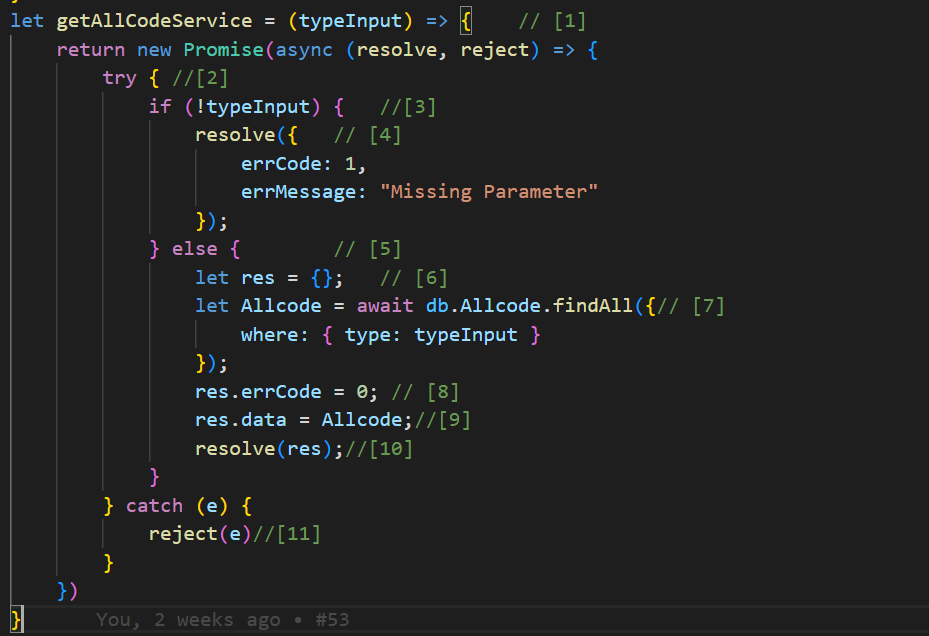 }
let getAllCodeService = (typeInput) => {    // [1]
    return new Promise(async (resolve, reject) => {
        try { //[2]
            if (!typeInput) {   //[3]
                resolve({   // [4]
                    errCode: 1,
                    errMessage: "Missing Parameter"
                });
            } else {        // [5]
                let res = {};   // [6]
                let Allcode = await db.Allcode.findAll({// [7]
                    where: { type: typeInput }
                });
                res.errCode = 0; // [8]
                res.data = Allcode;//[9]
                resolve(res);//[10]
            }
        } catch (e) {
            reject(e)//[11]
        }
    })
}      You, 2 weeks ago • #53